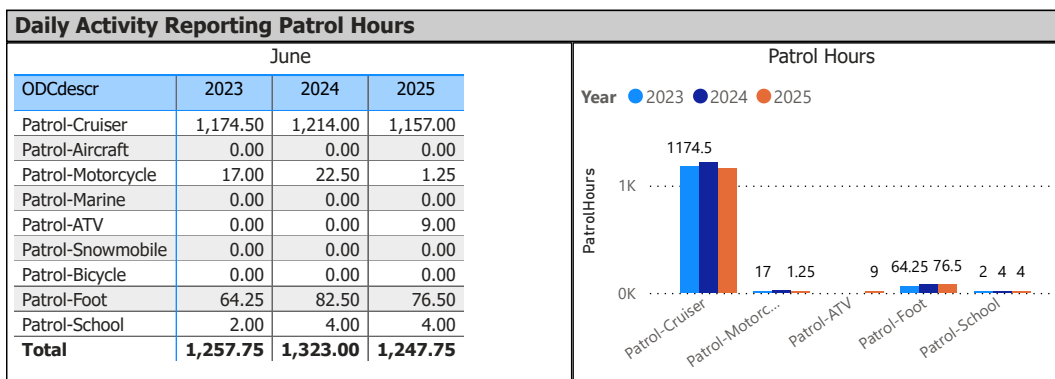 Daily Activity Reporting Patrol Hours
June
ODCdescr 2023 2024 2025
Patrol-Cruiser 1,174.50 1,214.00 1,157.00
Patrol-Aircraft 0.00 0.00 0.00
Patrol-Motorcycle 17.00 22.50 1.25
Patrol-Marine 0.00 0.00 0.00
Patrol-ATV 0.00 0.00 9.00
Patrol-Snowmobile 0.00 0.00 0.00
Patrol-Bicycle 0.00 0.00 0.00
Patrol-Foot 64.25 82.50 76.50
Patrol-School 2.00 4.00 4.00
Total 1,257.75 1,323.00 1,247.75
Patrol Hours
Year 2023 2024 2025
PatrolHours
1K
0K
1174.5
17 1.25 9 64.25 76.5 2 4 4
Patrol-Cruiser
Patrol-Motorc...
Patrol-ATV
Patrol-Foot
Patrol-School